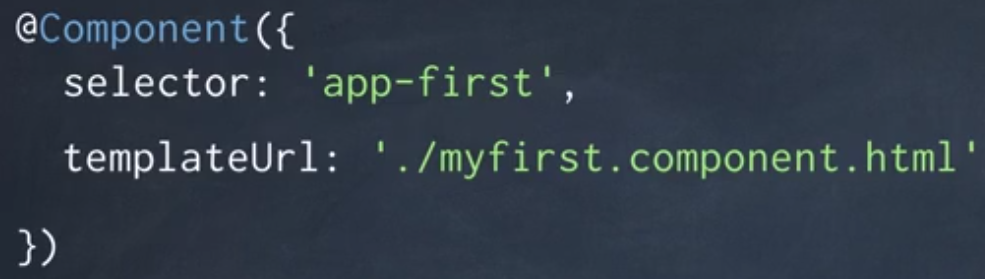 @Component({
  selector: 'app-first',
  templateUrl: './myfirst.component.html'
})